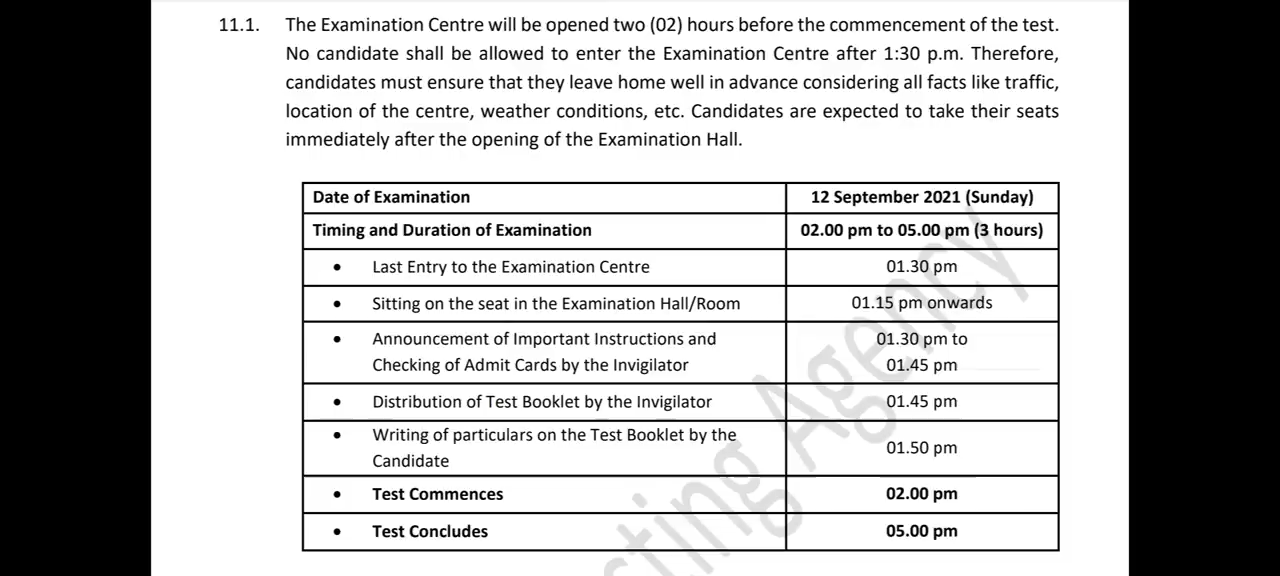 11.1. The Examination Centre will be opened two (02) hours before the commencement of the test.
No candidate shall be allowed to enter the Examination Centre after 1:30 p.m. Therefore,
candidates must ensure that they leave home well in advance considering all facts like traffic,
location of the centre, weather conditions, etc. Candidates are expected to take their seats
immediately after the opening of the Examination Hall.
Date of Examination 12 September 2021 (Sunday)
Timing and Duration of Examination 02.00 pm to 05.00 pm (3 hours)
• Last Entry to the Examination Centre 01.30 pm
• Sitting on the seat in the Examination Hall/Room 01.15 pm onwards
• Announcement of Important Instructions and 01.30 pm to
Checking of Admit Cards by the Invigilator 01.45 pm
• Distribution of Test Booklet by the Invigilator 01.45 pm
• Writing of particulars on the Test Booklet by the
Candidate 01.50 pm
• Test Commences 02.00 pm
• Test Concludes 05.00 pm
sting Agency